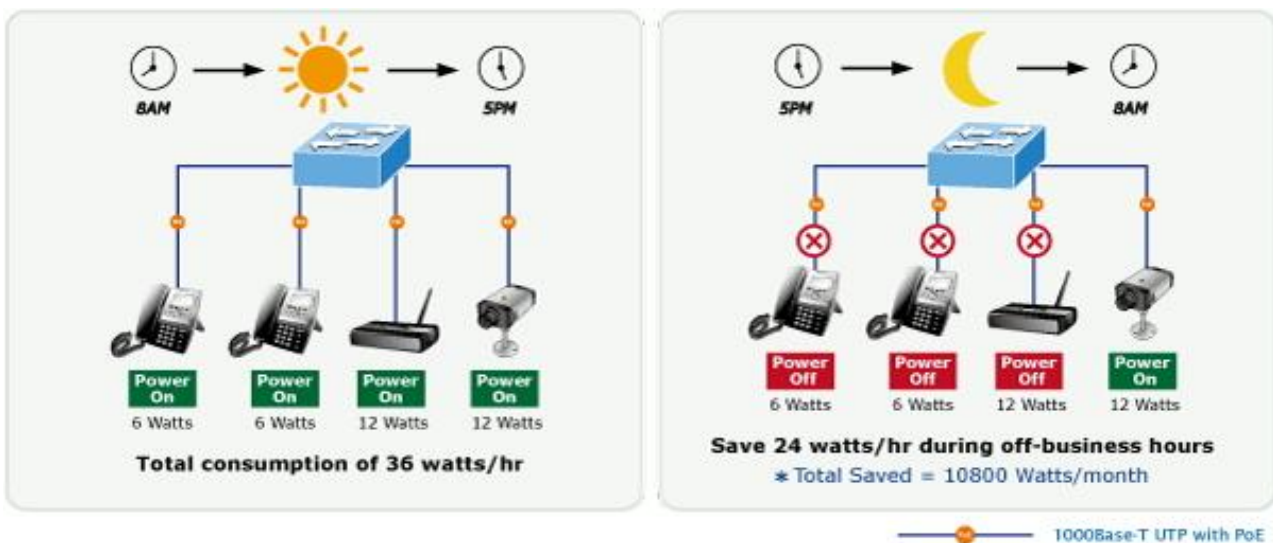 8AM
5PM
Power
On
6 Watts
Power
On
6 Watts
Power
On
12 Watts
Power
On
12 Watts
Total consumption of 36 watts/hr
5PM
8AM
Power
Off
6 Watts
Power
Off
6 Watts
Power
Off
12 Watts
Power
On
12 Watts
Save 24 watts/hr during off-business hours
* Total Saved = 10800 Watts/month
1000Base-T UTP with PoE